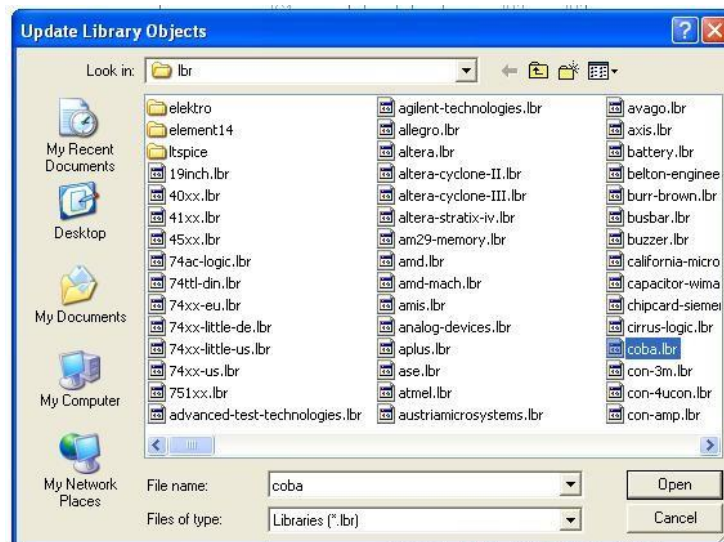 Update Library Objects
Look in:
lbr
My Recent
Documents
Desktop
My Documents
My Computer
My Network
Places
elektro
element14
ltspice
19inch.lbr
40xx.lbr
41xx.lbr
45xx.lbr
74ac-logic.lbr
74ttl-din.lbr
74xx-eu.lbr
74xx-little-de.lbr
74xx-little-us.lbr
74xx-us.lbr
751xx.lbr
advanced-test-technologies.lbr
agilent-technologies.lbr
allegro.lbr
altera.lbr
altera-cyclone-II.lbr
altera-cyclone-III.lbr
altera-stratix-iv.lbr
am29-memory.lbr
amd.lbr
amd-mach.lbr
amis.lbr
analog-devices.lbr
aplus.lbr
ase.lbr
atmel.lbr
austriamicrosystems.lbr
avago.lbr
axis.lbr
battery.lbr
belton-enginee
burr-brown.lbr
busbar.lbr
buzzer.lbr
california-micro
capacitor-wima
chipcard-siemen
cirrus-logic.lbr
coba.lbr
con-3m.lbr
con-4ucon.lbr
con-amp.lbr
File name:
coba
Open
Files of type:
Libraries (*.lbr)
Cancel